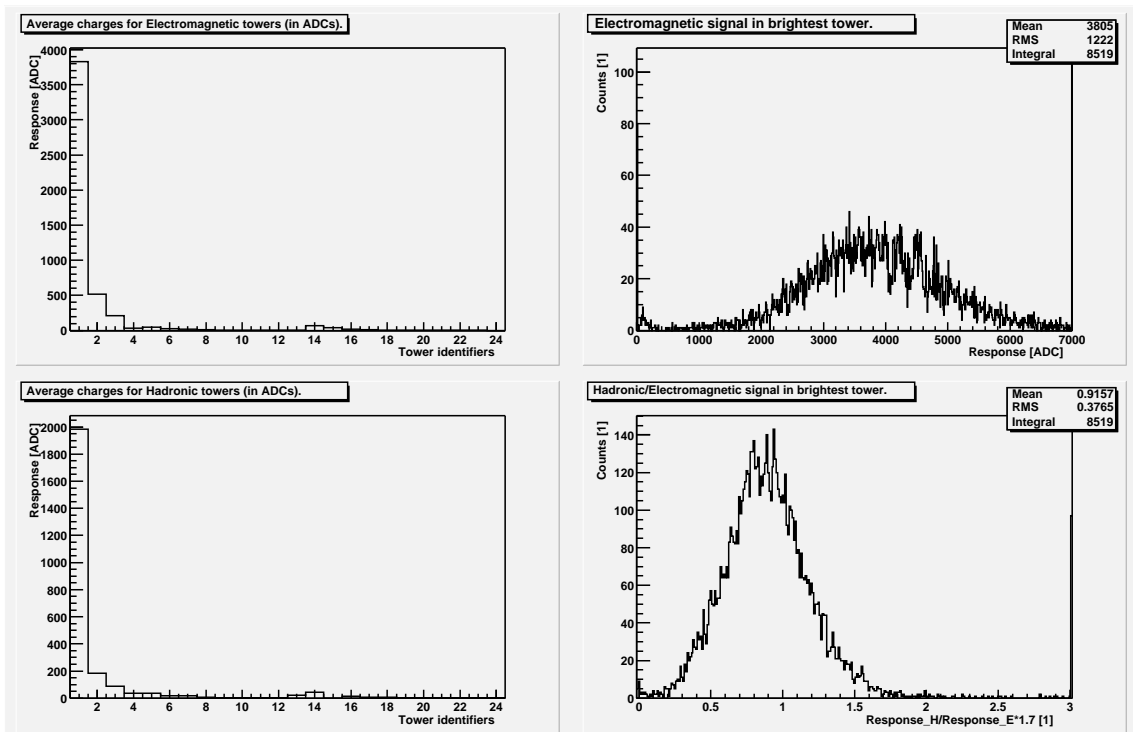 Average charges for Electromagnetic towers (in ADCs).
Response [ADC]
4000
3500
3000
2500
2000
1500
1000
500
0
2 4 6 8 10 12 14 16 18 20 22 24
Tower identifiers
Electromagnetic signal in brightest tower.
Mean 3805
RMS 1222
Integral 8519
Counts [1]
100
80
60
40
20
0
0 1000 2000 3000 4000 5000 6000 7000
Response [ADC]
Average charges for Hadronic towers (in ADCs).
Response [ADC]
2000
1800
1600
1400
1200
1000
800
600
400
200
0
2 4 6 8 10 12 14 16 18 20 22 24
Tower identifiers
Hadronic/Electromagnetic signal in brightest tower.
Mean 0.9157
RMS 0.3765
Integral 8519
Counts [1]
140
120
100
80
60
40
20
0
0 0.5 1 1.5 2 2.5 3
Response_H/Response_E*1.7 [1]